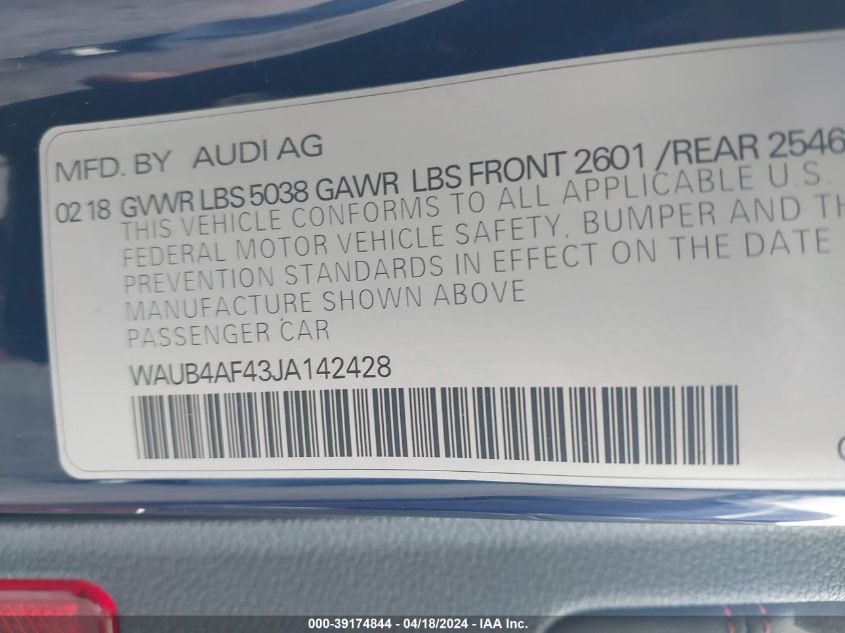 MFD. BY AUDI AG
02 18 GVWR LBS 5038 GAWR LBS FRONT 2601 /REAR 2546
THIS VEHICLE CONFORMS TO ALL APPLICABLE U.S.
FEDERAL MOTOR VEHICLE SAFETY, BUMPER AND TH
PREVENTION STANDARDS IN EFFECT ON THE DATE
MANUFACTURE SHOWN ABOVE
PASSENGER CAR
WAUB4AF43JA142428
000-39174844 - 04/18/2024 - IAA, Inc.